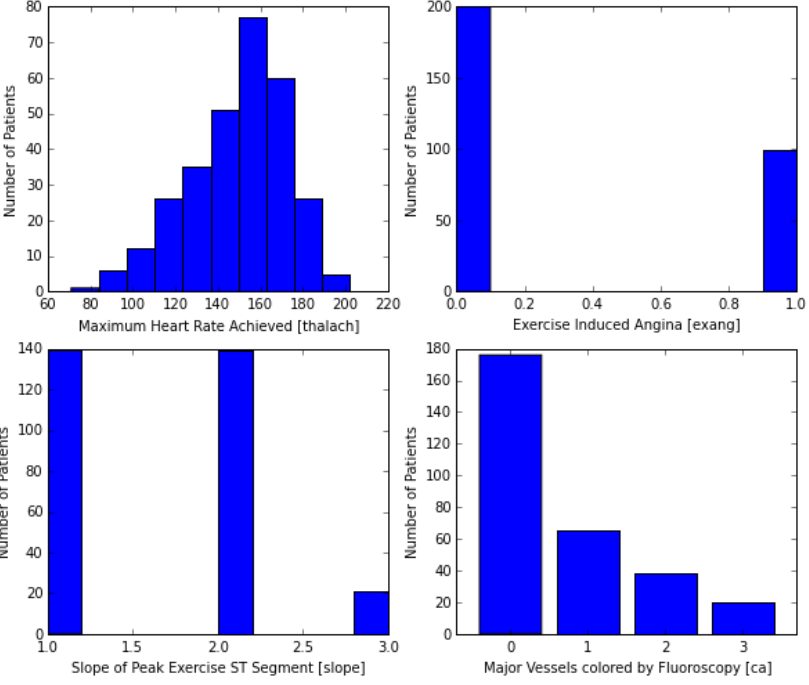 80
70
60
50
40
30
20
10
0
Number of Patients
60 80 100 120 140 160 180 200 220
Maximum Heart Rate Achieved [thalach]
200
150
100
50
0
Number of Patients
0.0 0.2 0.4 0.6 0.8 1.0
Exercise Induced Angina [exang]
140
120
100
80
60
40
20
0
Number of Patients
1.0 1.5 2.0 2.5 3.0
Slope of Peak Exercise ST Segment [slope]
180
160
140
120
100
80
60
40
20
0
Number of Patients
0 1 2 3
Major Vessels colored by Fluoroscopy [ca]